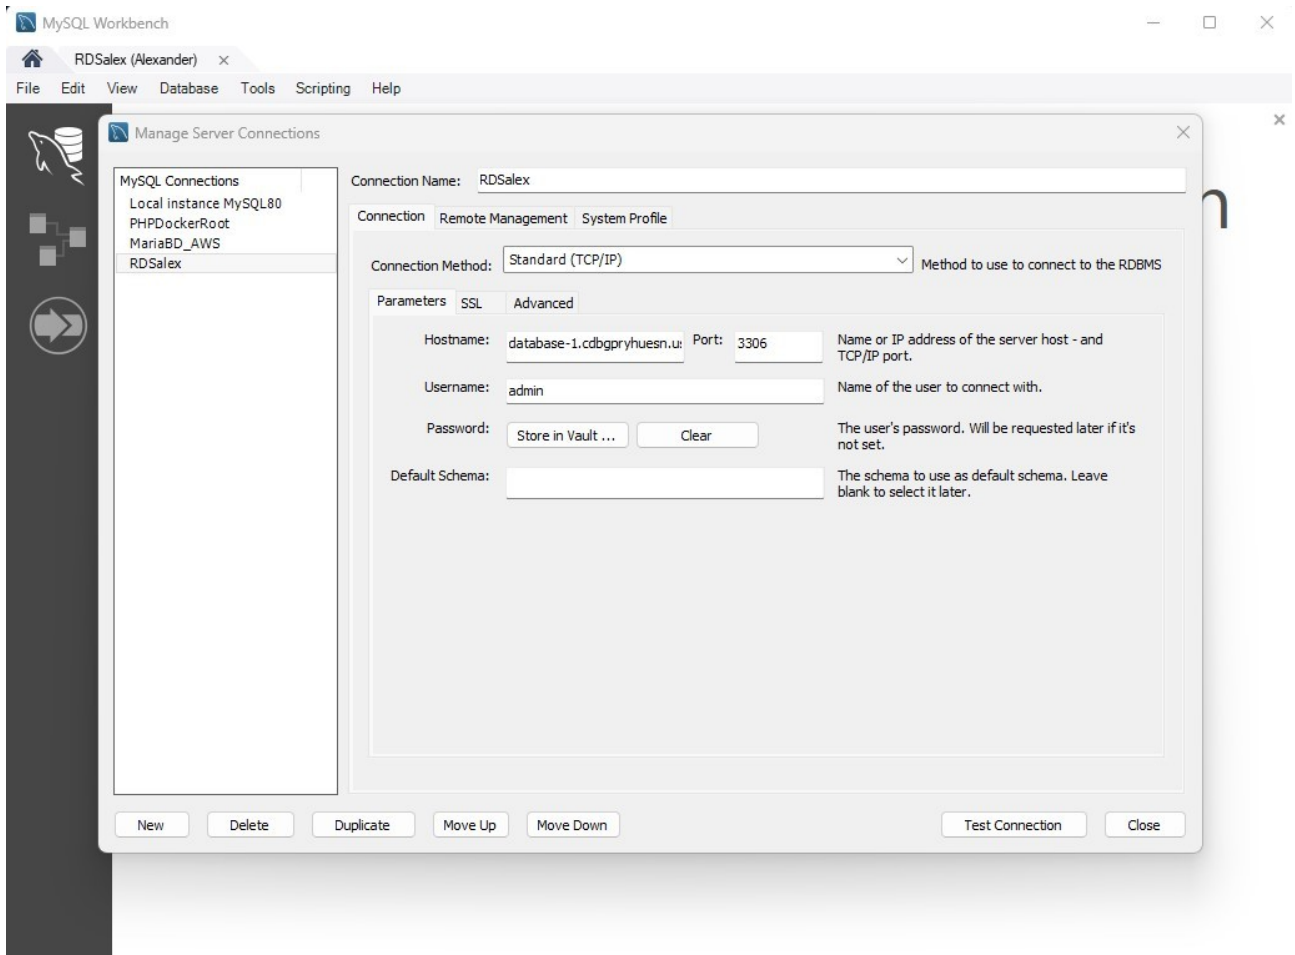 MySQL Workbench
RDSalex (Alexander)
File Edit View Database Tools Scripting Help
Manage Server Connections
MySQL Connections
Local instance MySQL80
PHPDockerRoot
MariaBD_AWS
RDSalex
Connection Name: RDSalex
Connection Remote Management System Profile
Connection Method: Standard (TCP/IP) Method to use to connect to the RDBMS
Parameters SSL Advanced
Hostname: database-1.cdbgpryhuesn.u Port: 3306 Name or IP address of the server host - and
TCP/IP port.
Username: admin Name of the user to connect with.
Password: Store in Vault ... Clear The user's password. Will be requested later if it's
not set.
Default Schema: The schema to use as default schema. Leave
blank to select it later.
New Delete Duplicate Move Up Move Down Test Connection Close